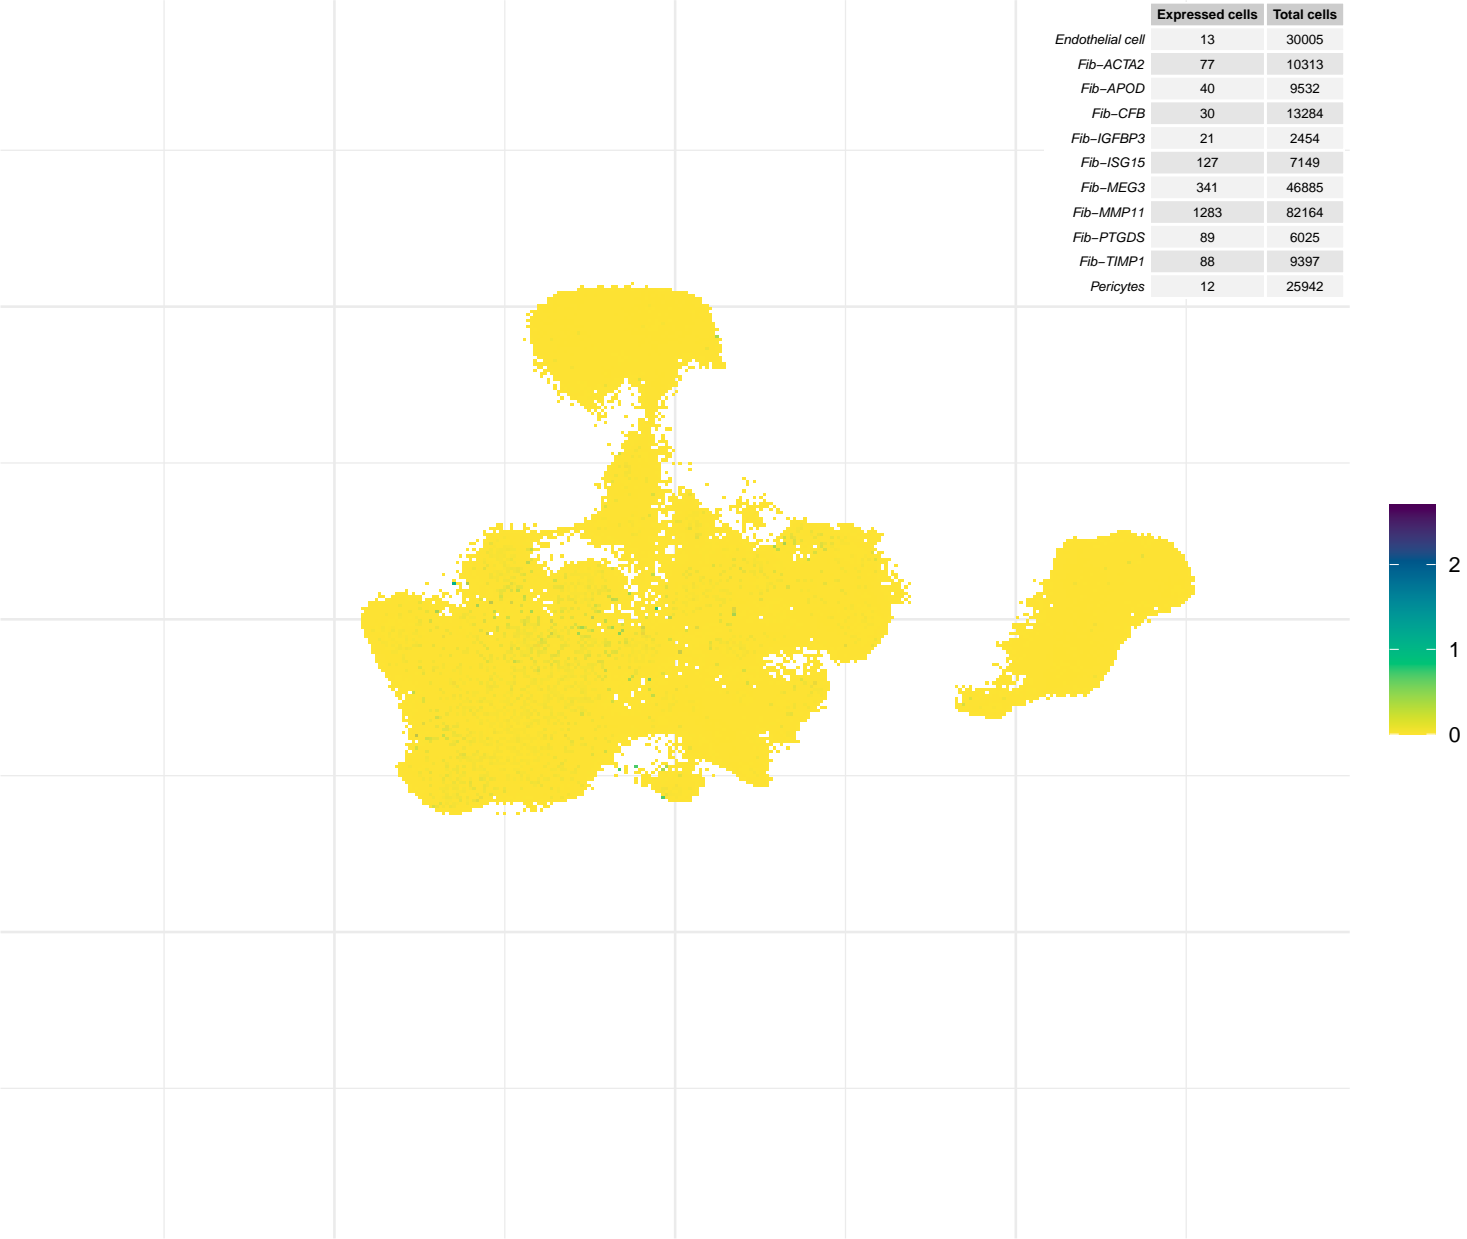 Expressed cells Total cells
Endothelial cell 13 30005
Fib−ACTA2 77 10313
Fib−APOD 40 9532
Fib−CFB 30 13284
Fib−IGFBP3 21 2454
Fib−ISG15 127 7149
Fib−MEG3 341 46885
Fib−MMP11 1283 82164
Fib−PTGDS 89 6025
Fib−TIMP1 88 9397
Pericytes 12 25942
2
1
0